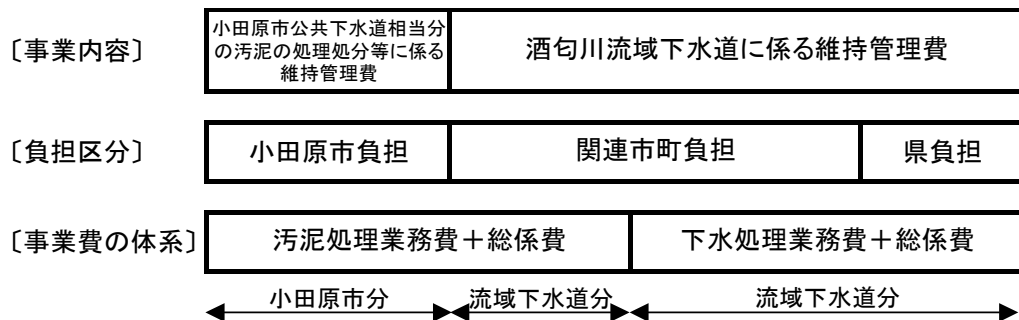 〔事業内容〕
小田原市公共下水道相当分
の汚泥の処理処分等に係る
維持管理費
酒匂川流域下水道に係る維持管理費
〔負担区分〕
小田原市負担
関連市町負担
県負担
〔事業費の体系〕
汚泥処理業務費＋総係費
下水処理業務費＋総係費
小田原市分
流域下水道分
流域下水道分